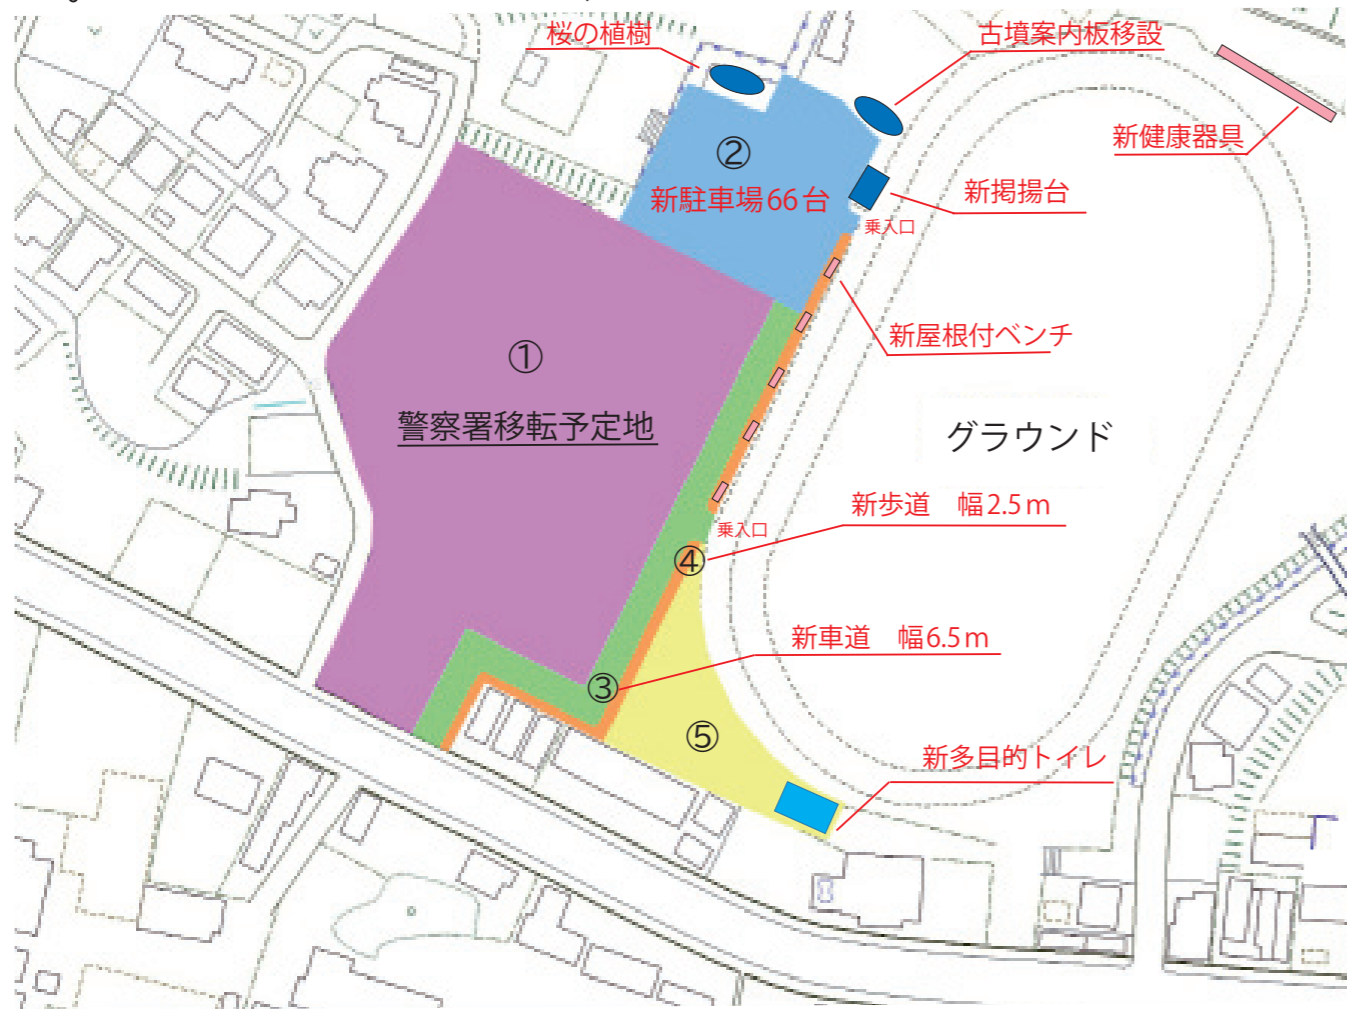 桜の植樹
古墳案内板移設
新健康器具
②
新駐車場66台
新掲揚台
乗入口
新屋根付ベンチ
①
警察署移転予定地
グラウンド
新歩道　幅2.5m
乗入口
④
新車道　幅6.5m
③
⑤
新多目的トイレ